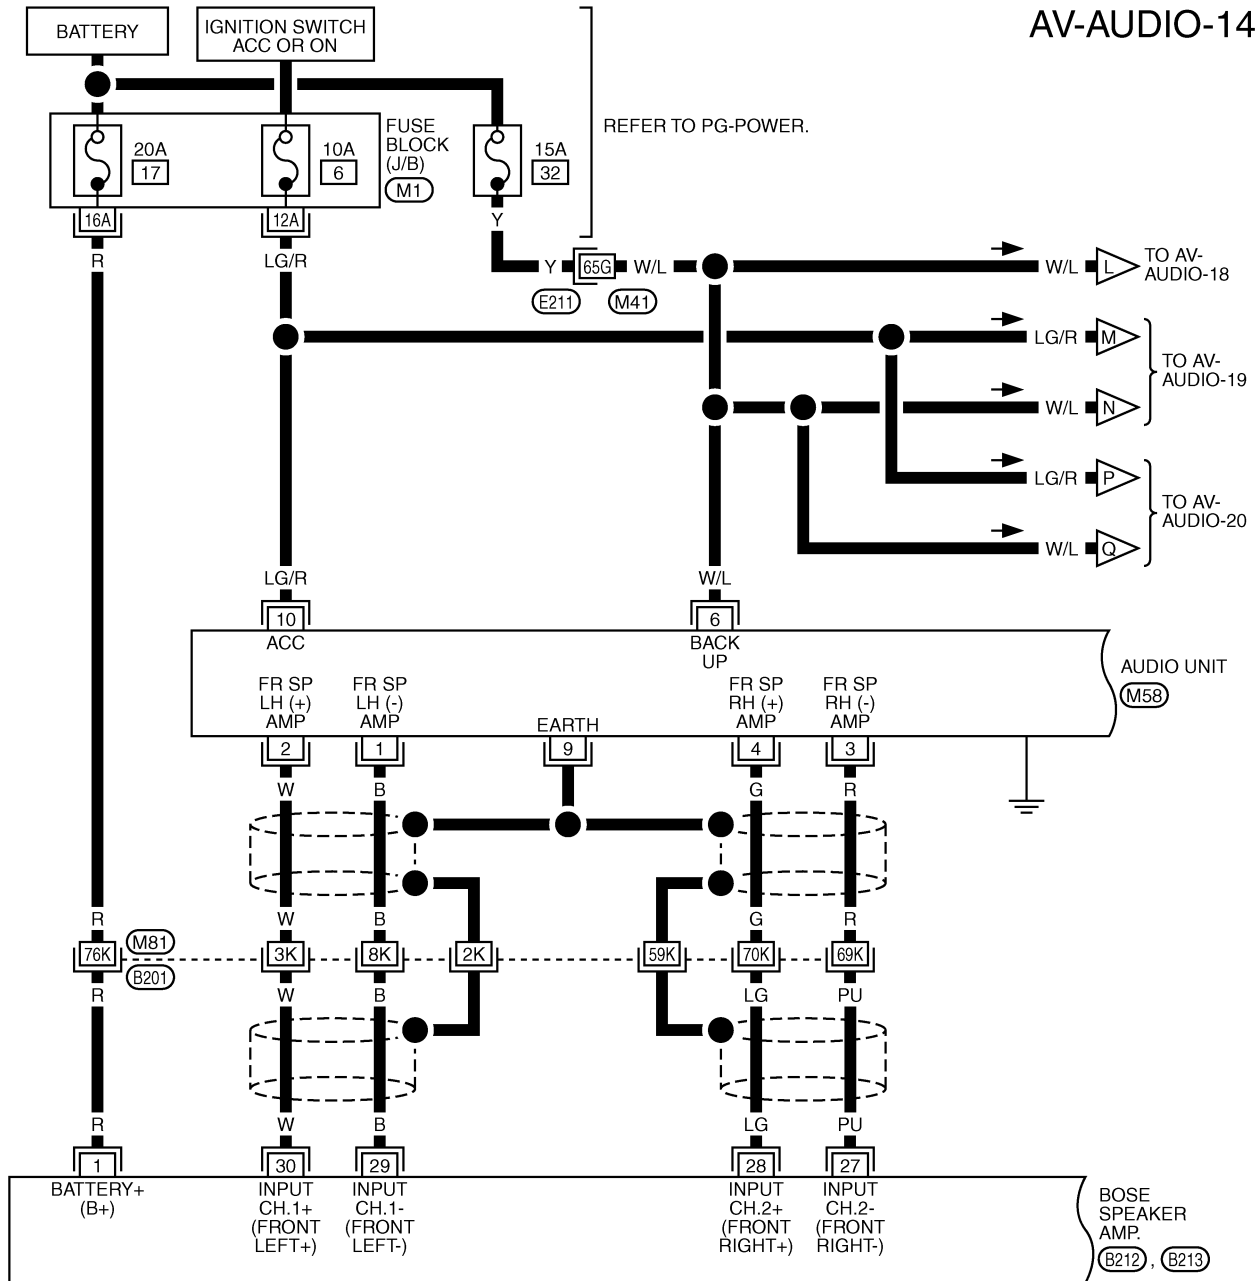 AV-AUDIO-14
BATTERY
IGNITION SWITCH
ACC OR ON
REFER TO PG-POWER.
20A
17
10A
6
FUSE
BLOCK
(J/B)
M1
15A
32
16A
12A
Y
R
LG/R
Y
65G
W/L
E211
M41
W/L
L
TO AV-
AUDIO-18
LG/R
M
W/L
N
TO AV-
AUDIO-19
LG/R
P
W/L
Q
TO AV-
AUDIO-20
LG/R
W/L
10
6
ACC
BACK
UP
AUDIO UNIT
M58
FR SP
LH (+)
AMP
FR SP
LH (-)
AMP
EARTH
FR SP
RH (+)
AMP
FR SP
RH (-)
AMP
2
1
9
4
3
W
B
G
R
R
W
B
G
R
M81
76K
3K
8K
2K
59K
70K
69K
B201
R
W
B
LG
PU
R
W
B
LG
PU
1
30
29
28
27
BATTERY+
(B+)
INPUT
CH.1+
(FRONT
LEFT+)
INPUT
CH.1-
(FRONT
LEFT-)
INPUT
CH.2+
(FRONT
RIGHT+)
INPUT
CH.2-
(FRONT
RIGHT-)
BOSE
SPEAKER
AMP.
B212 , B213